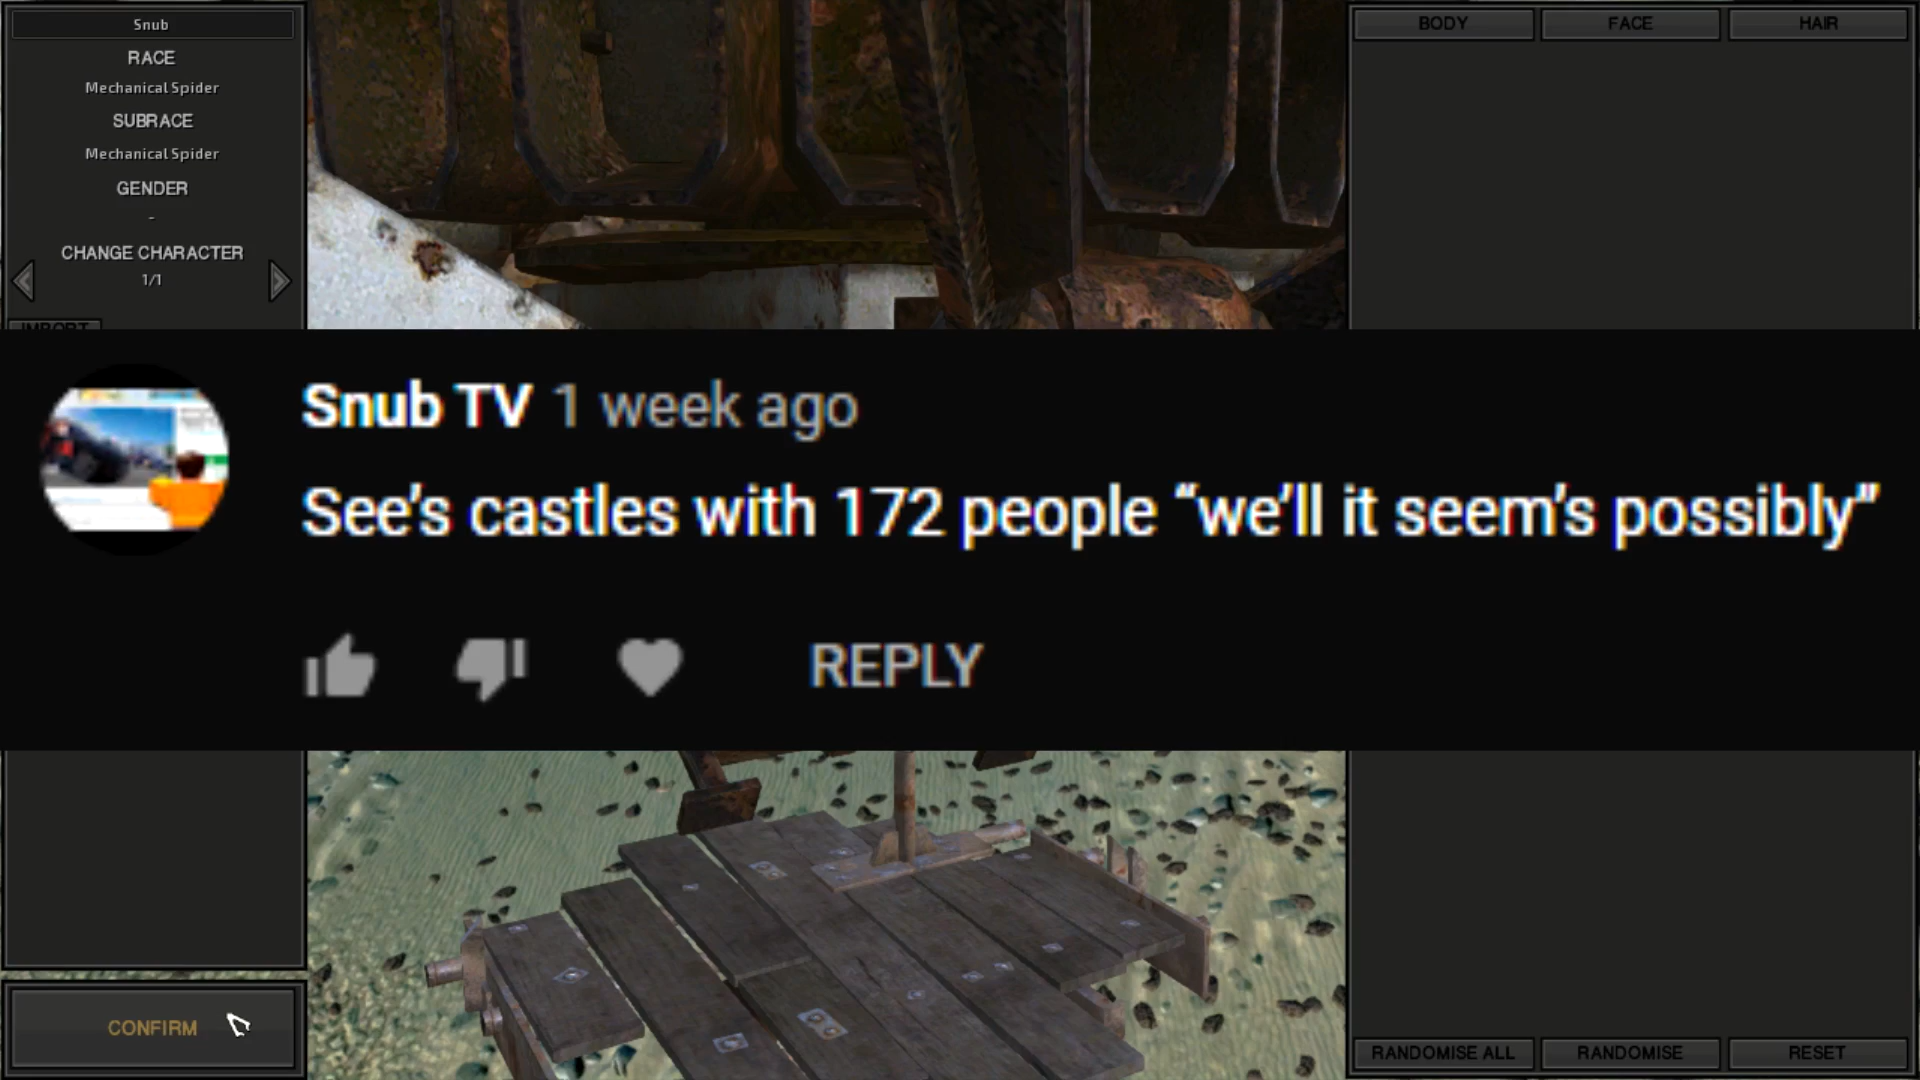 Snub
RACE
Mechanical Spider
SUBRACE
Mechanical Spider
GENDER
-
CHANGE CHARACTER
1/1
IMPORT
BODY
FACE
HAIR
Snub TV 1 week ago
See’s castles with 172 people “we’ll it seem’s possibly”
REPLY
CONFIRM
RANDOMISE ALL
RANDOMISE
RESET